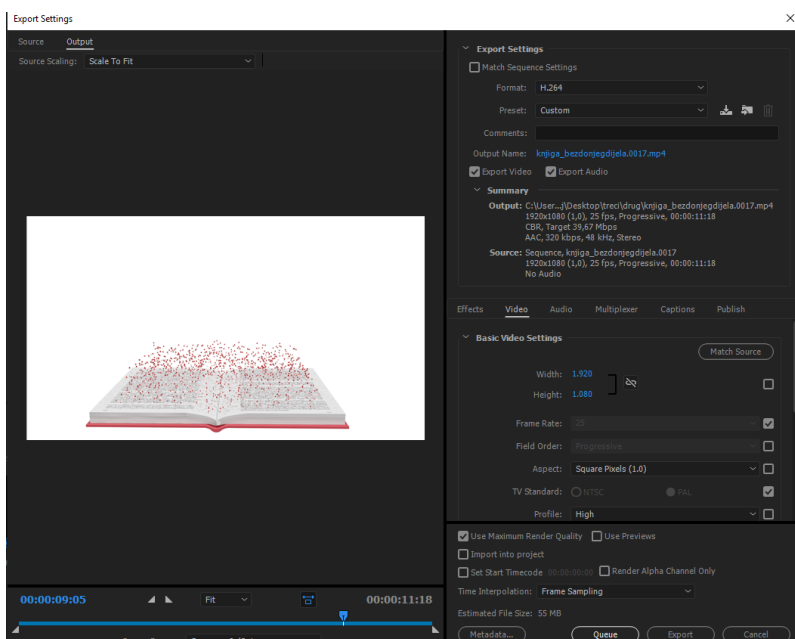 Export Settings
Source Output
Source Scaling: Scale To Fit
Export Settings
Match Sequence Settings
Format: H.264
Preset: Custom
Comments:
Output Name: knjiga_bezdonjegdijela.0017.mp4
Export Video Export Audio
Summary
Output: C:\User...j\Desktop\treci\drug\knjiga_bezdonjegdijela.0017.mp4
1920x1080 (1,0), 25 fps, Progressive, 00:00:11:18
CBR, Target 39,67 Mbps
AAC, 320 kbps, 48 kHz, Stereo
Source: Sequence, knjiga_bezdonjegdijela.0017
1920x1080 (1,0), 25 fps, Progressive, 00:00:11:18
No Audio
Effects Video Audio Multiplexer Captions Publish
Basic Video Settings
Match Source
Width: 1.920
Height: 1.080
Frame Rate: 25
Field Order: Progressive
Aspect: Square Pixels (1.0)
TV Standard: NTSC PAL
Profile: High
Use Maximum Render Quality Use Previews
Import into project
Set Start Timecode 00:00:00:00 Render Alpha Channel Only
Time Interpolation: Frame Sampling
Estimated File Size: 55 MB
Metadata... Queue Export Cancel
00:00:09:05 Fit 00:00:11:18